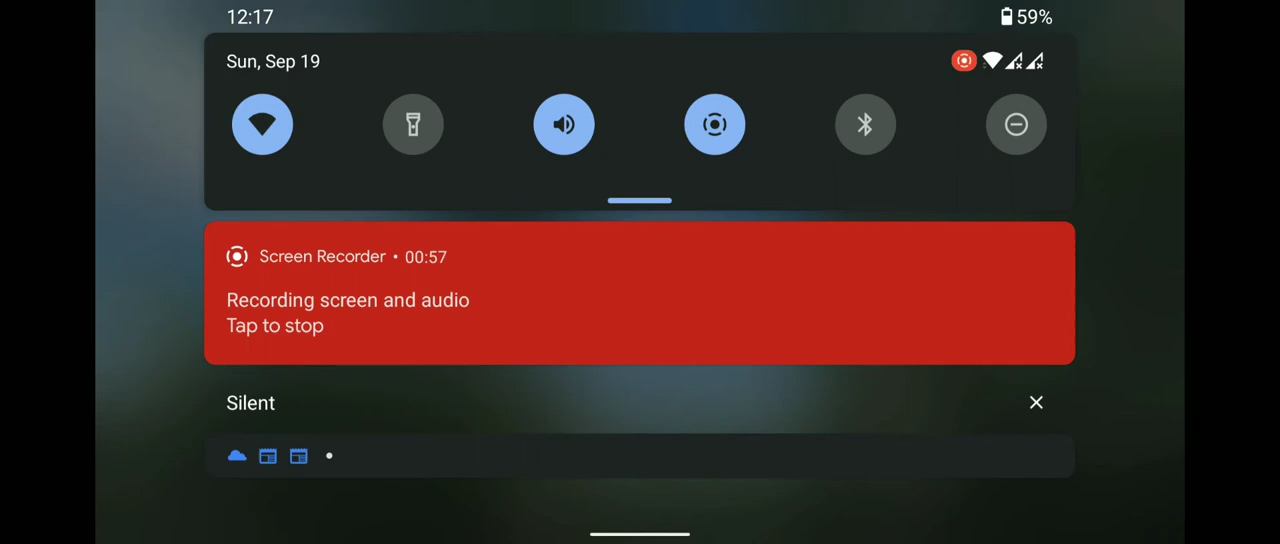 12:17 59%
Sun, Sep 19
Screen Recorder • 00:57
Recording screen and audio
Tap to stop
Silent